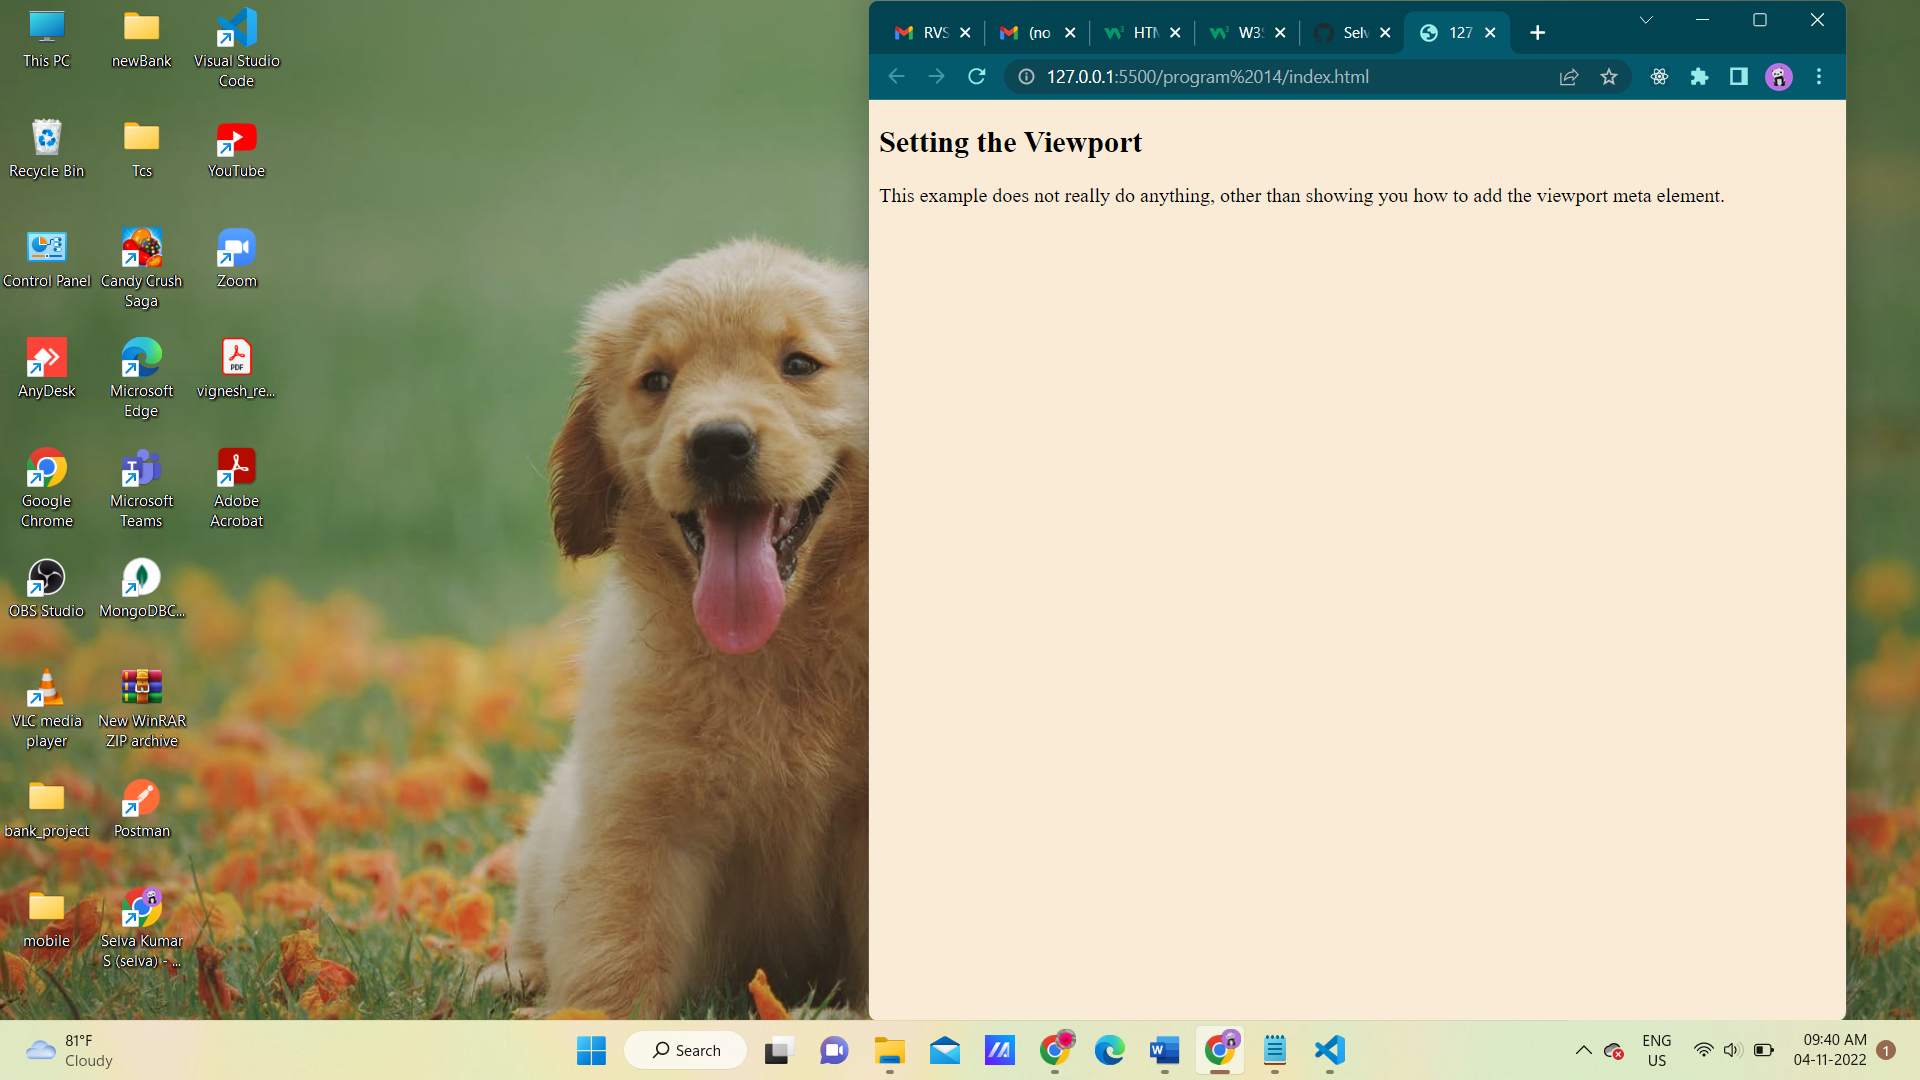 This PC
newBank
Visual Studio
Code
Recycle Bin
Tcs
YouTube
Control Panel
Candy Crush
Saga
Zoom
AnyDesk
Microsoft
Edge
PDF
vignesh_re...
Google
Chrome
Microsoft
Teams
Adobe
Acrobat
OBS Studio
MongoDBC...
VLC media
player
New WinRAR
ZIP archive
bank_project
Postman
mobile
Selva Kumar
S (selva) - ...
RVS
(no
HTM
W3S
Selv
127
127.0.0.1:5500/program%2014/index.html
Setting the Viewport
This example does not really do anything, other than showing you how to add the viewport meta element.
81°F
Cloudy
Search
ENG
US
09:40 AM
04-11-2022
1